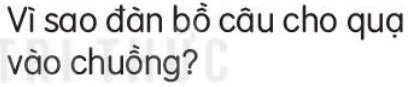 Vì sao đàn bồ câu cho quạ
vào chuồng?